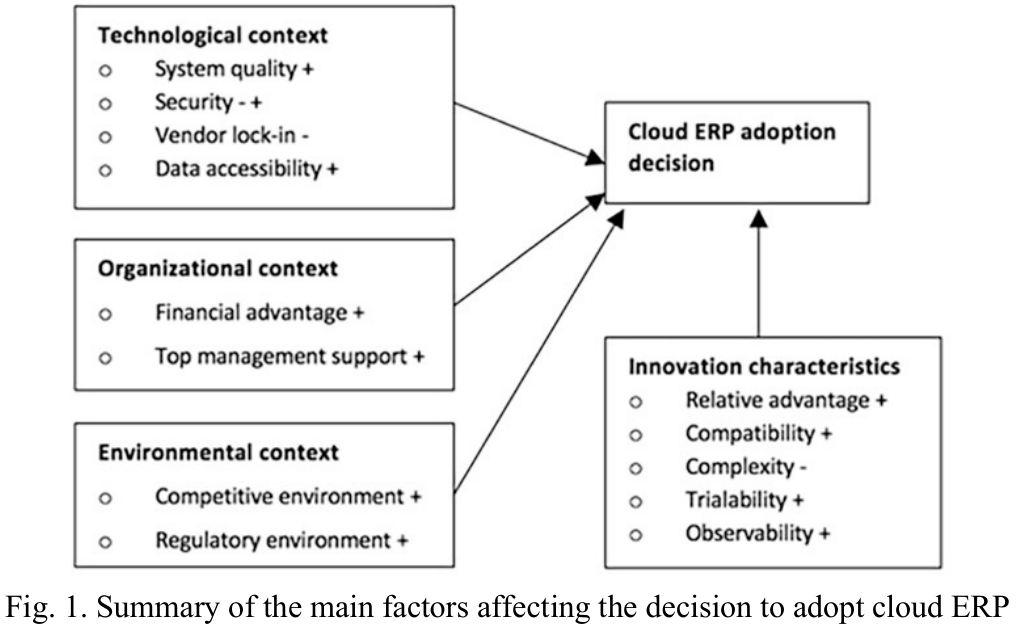 Technological context
○ System quality +
○ Security - +
○ Vendor lock-in -
○ Data accessibility +
Cloud ERP adoption
decision
Organizational context
○ Financial advantage +
○ Top management support +
Environmental context
○ Competitive environment +
○ Regulatory environment +
Innovation characteristics
○ Relative advantage +
○ Compatibility +
○ Complexity -
○ Trialability +
○ Observability +
Fig. 1. Summary of the main factors affecting the decision to adopt cloud ERP